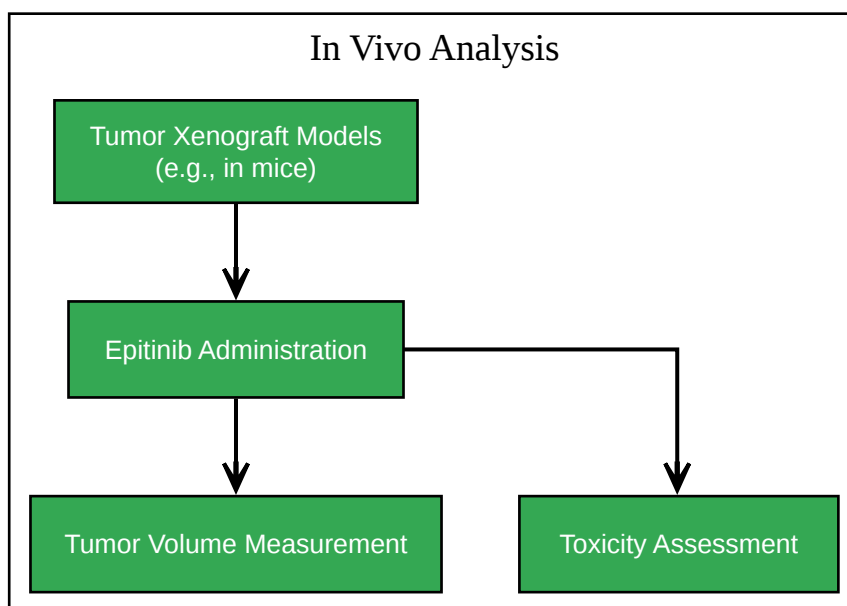 In Vivo Analysis
Tumor Xenograft Models
(e.g., in mice)
Epitinib Administration
Tumor Volume Measurement
Toxicity Assessment